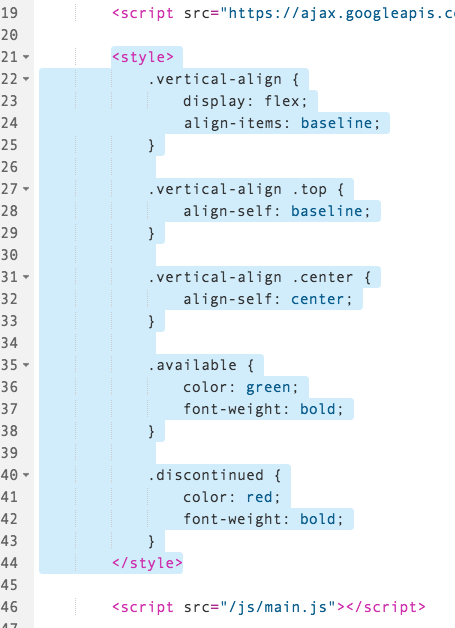 19 <script src="https://ajax.googleapis.c
20
21 <style>
22 .vertical-align {
23 display: flex;
24 align-items: baseline;
25 }
26
27 .vertical-align .top {
28 align-self: baseline;
29 }
30
31 .vertical-align .center {
32 align-self: center;
33 }
34
35 .available {
36 color: green;
37 font-weight: bold;
38 }
39
40 .discontinued {
41 color: red;
42 font-weight: bold;
43 }
44 </style>
45
46 <script src="/js/main.js"></script>